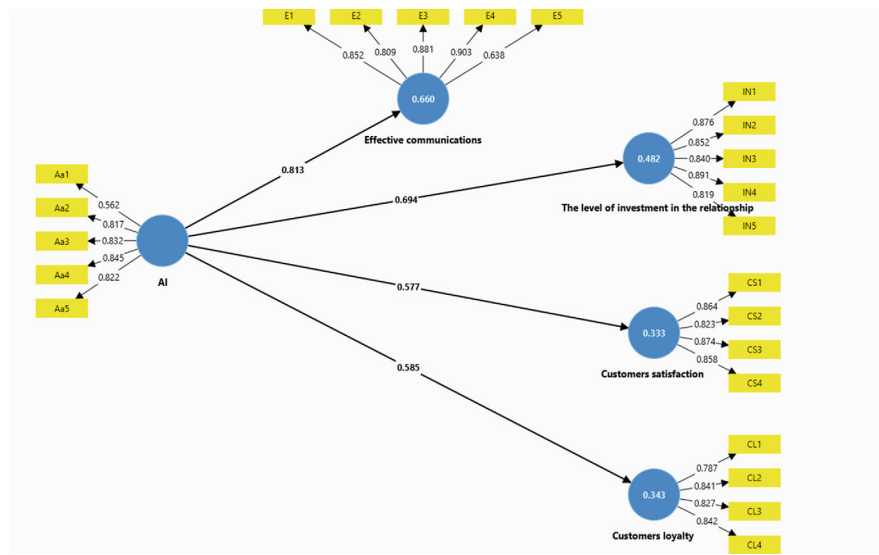 E1 E2 E3 E4 E5
0.852 0.809 0.881 0.903 0.638
0.660
Effective communications
0.813
IN1
0.876
IN2
0.852
0.482
0.840
IN3
0.891
IN4
0.819
The level of investment in the relationship
IN5
0.694
Aa1
0.562
Aa2
0.817
Aa3
0.832
Aa4
0.845
0.822
Aa5
AI
0.577
CS1
0.864
CS2
0.823
0.333
0.874
CS3
0.858
Customers satisfaction
CS4
0.585
CL1
0.787
CL2
0.841
0.343
0.827
CL3
0.842
Customers loyalty
CL4